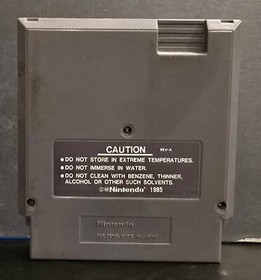 CAUTION REV-A
• DO NOT STORE IN EXTREME TEMPERATURES.
• DO NOT IMMERSE IN WATER.
• DO NOT CLEAN WITH BENZENE, THINNER,
ALCOHOL OR OTHER SUCH SOLVENTS.
©Nintendo® 1985
Nintendo